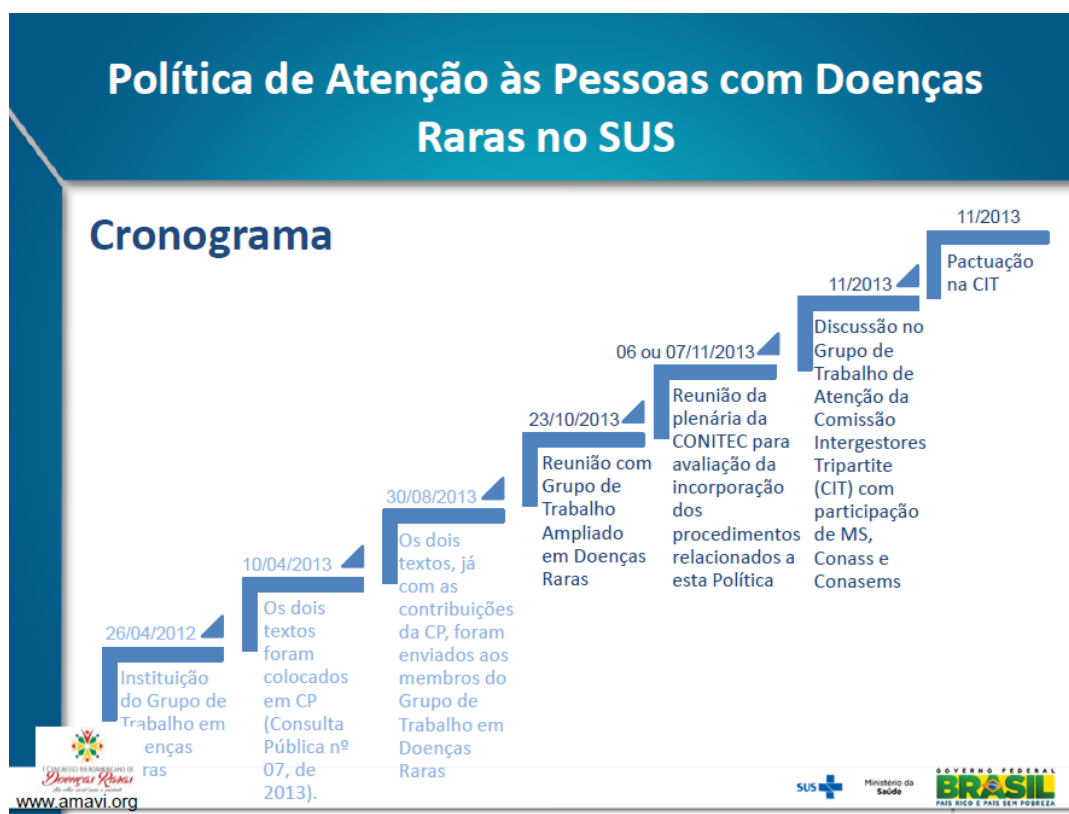 Política de Atenção às Pessoas com Doenças
Raras no SUS
Cronograma
26/04/2012
Instituição
do Grupo de
Trabalho em
enças
ras
10/04/2013
Os dois
textos
foram
colocados
em CP
(Consulta
Pública nº
07, de
2013).
30/08/2013
Os dois
textos, já
com as
contribuições
da CP, foram
enviados aos
membros do
Grupo de
Trabalho em
Doenças
Raras
23/10/2013
Reunião com
Grupo de
Trabalho
Ampliado
em Doenças
Raras
06 ou 07/11/2013
Reunião da
plenária da
CONITEC para
avaliação da
incorporação
dos
procedimentos
relacionados a
esta Política
11/2013
Discussão no
Grupo de
Trabalho de
Atenção da
Comissão
Intergestores
Tripartite
(CIT) com
participação
de MS,
Conass e
Conasems
11/2013
Pactuação
na CIT
I CONGRESSO IBEROAMERICANO DE
Doenças Raras
www.amavi.org
SUS
Ministério da
Saúde
GOVERNO FEDERAL
BRASIL
PAÍS RICO É PAÍS SEM POBREZA